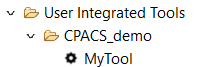 User Integrated Tools
CPACS_demo
MyTool